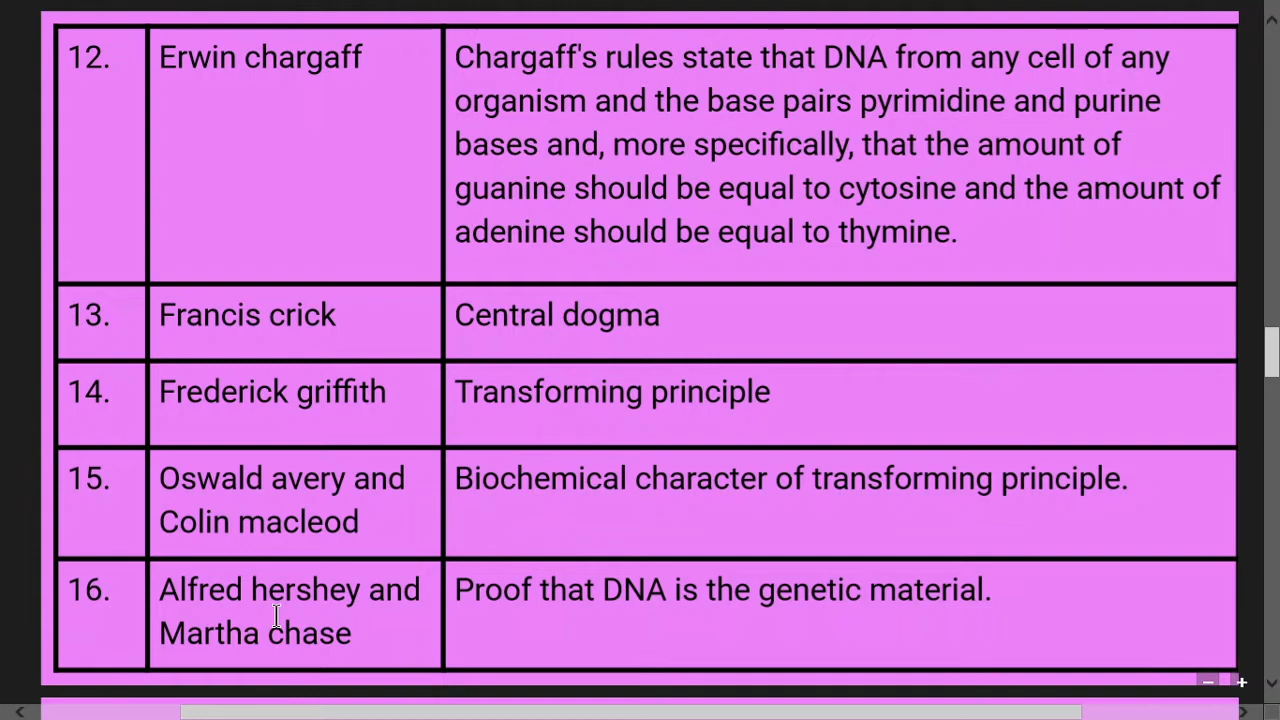 12.
Erwin chargaff
Chargaff's rules state that DNA from any cell of any
organism and the base pairs pyrimidine and purine
bases and, more specifically, that the amount of
guanine should be equal to cytosine and the amount of
adenine should be equal to thymine.
13.
Francis crick
Central dogma
14.
Frederick griffith
Transforming principle
15.
Oswald avery and
Colin macleod
Biochemical character of transforming principle.
16.
Alfred hershey and
Martha chase
Proof that DNA is the genetic material.